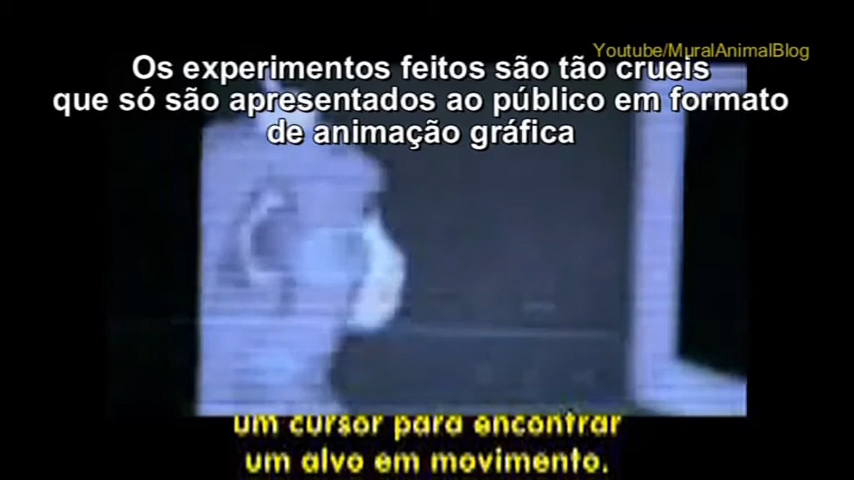 Youtube/MuralAnimalBlog
Os experimentos feitos são tão crueis
que só são apresentados ao público em formato
de animação gráfica
um cursor para encontrar
um alvo em movimento.